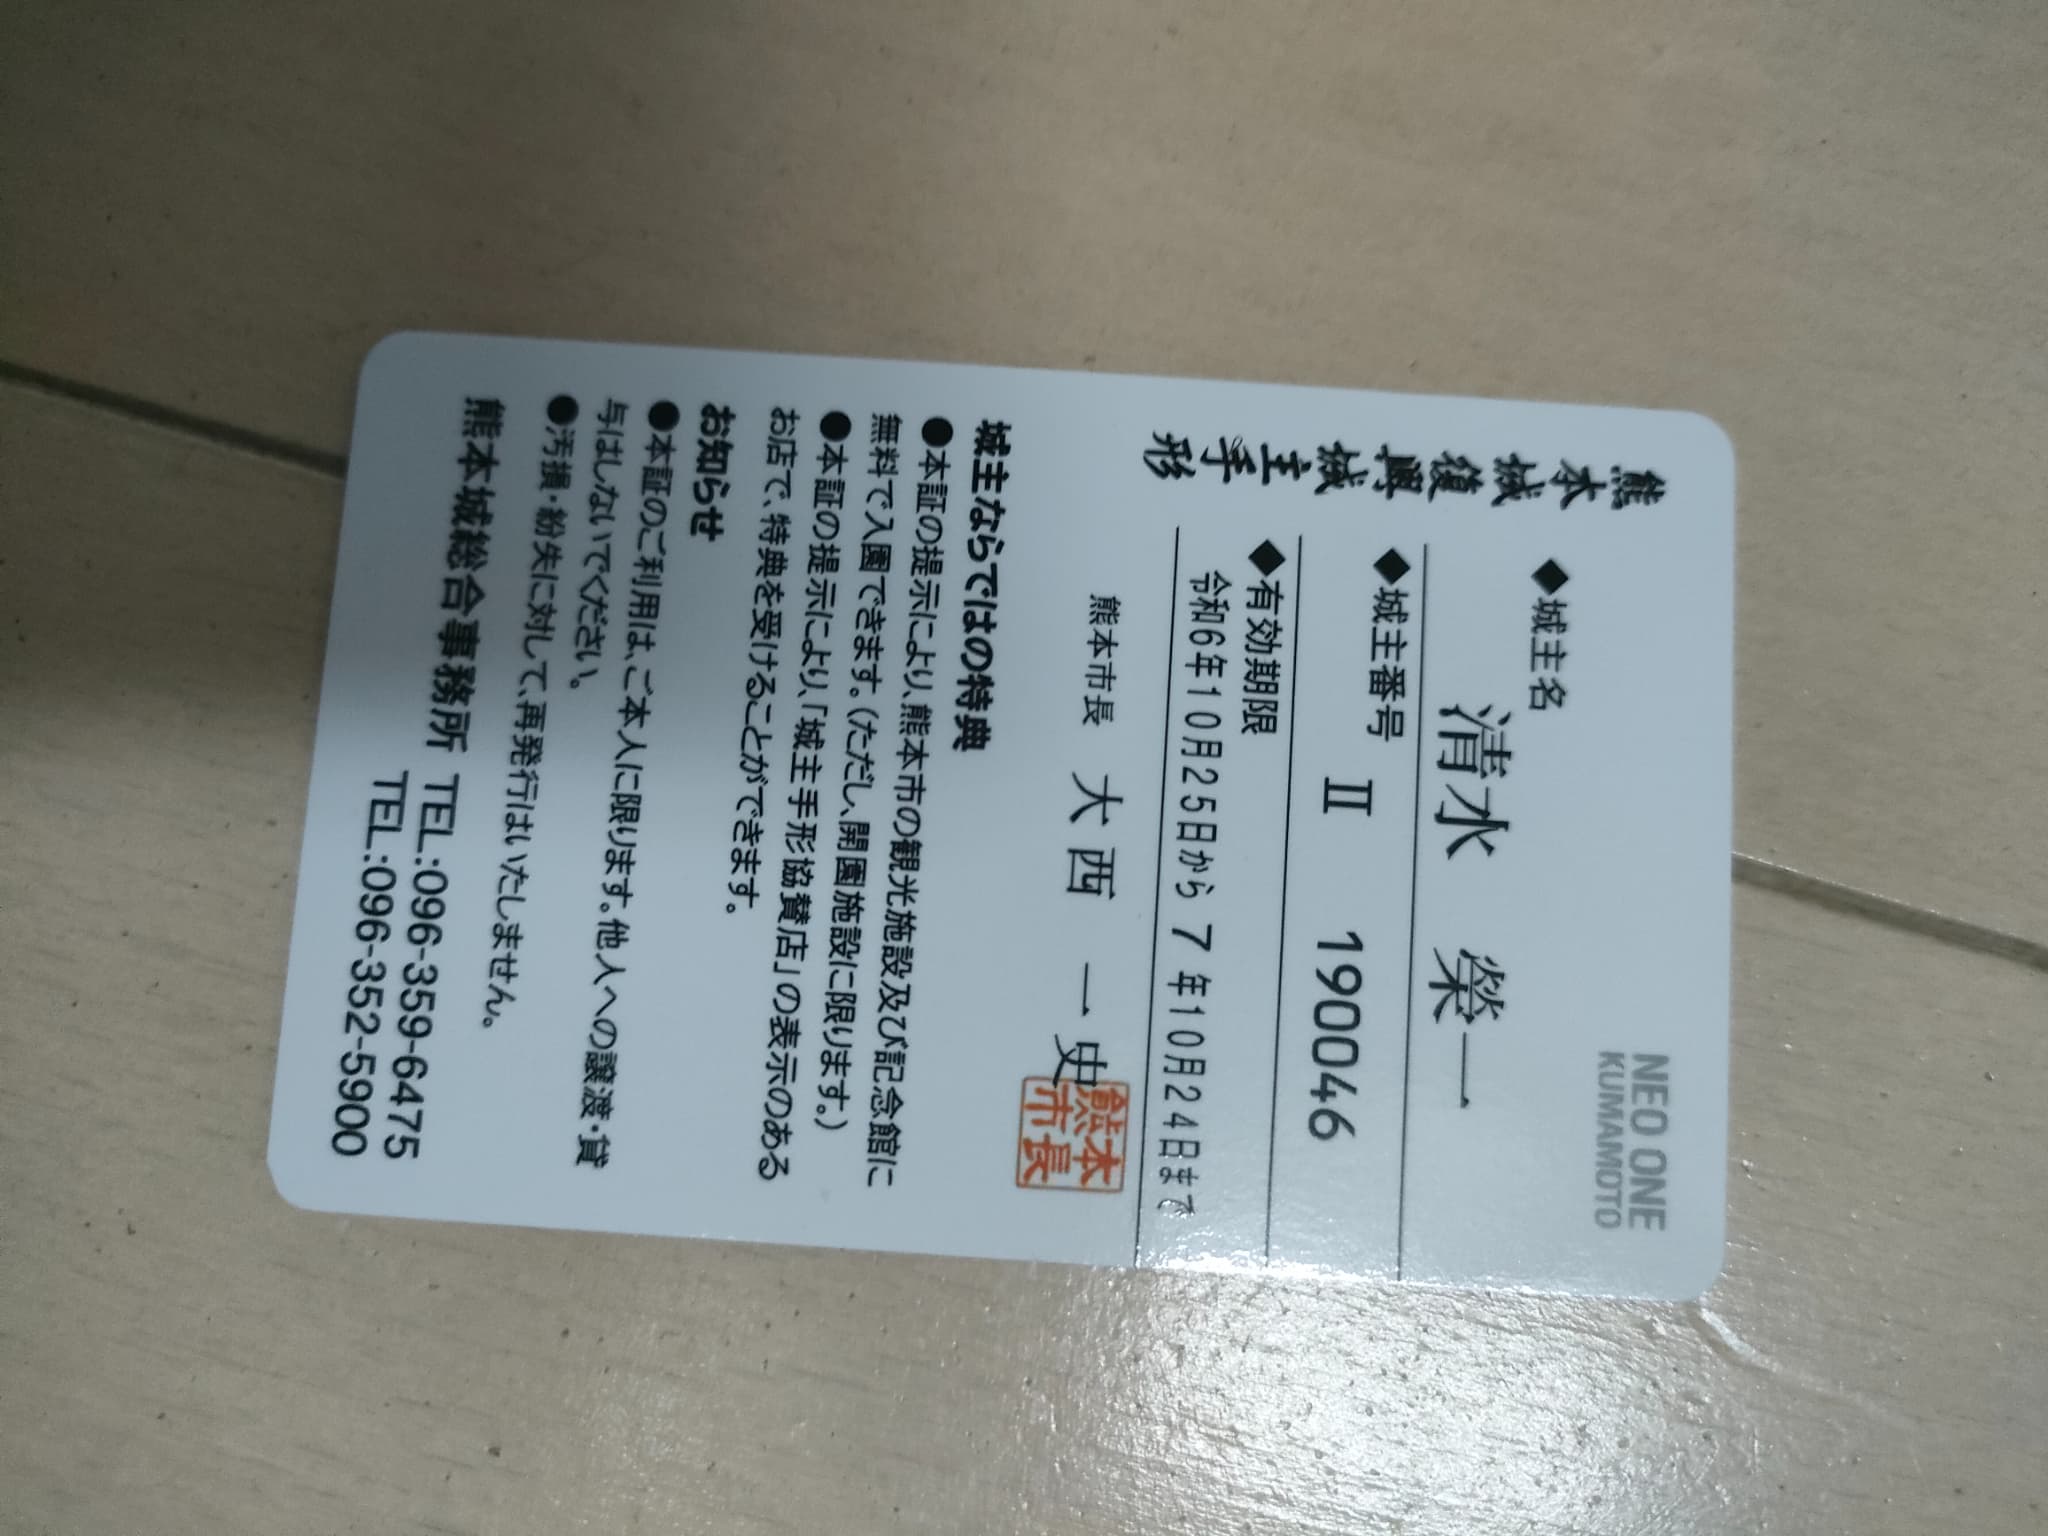 熊本城復興城主手形
NEO ONE
KUMAMOTO
◆城主名
清水 榮一
◆城主番号 Ⅱ 190046
◆有効期限
令和6年10月25日から 7 年10月24日まで
熊本市長 大西 一史
熊本市長
城主ならではの特典
●本証の提示により、熊本市の観光施設及び記念館に
無料で入園できます。(ただし、開園施設に限ります。)
●本証の提示により、「城主手形協賛店」の表示のある
お店で、特典を受けることができます。
お知らせ
●本証のご利用は、ご本人に限ります。他人への譲渡・貸
与はしないでください。
●汚損・紛失に対して、再発行はいたしません。
熊本城総合事務所 TEL:096-359-6475
TEL:096-352-5900